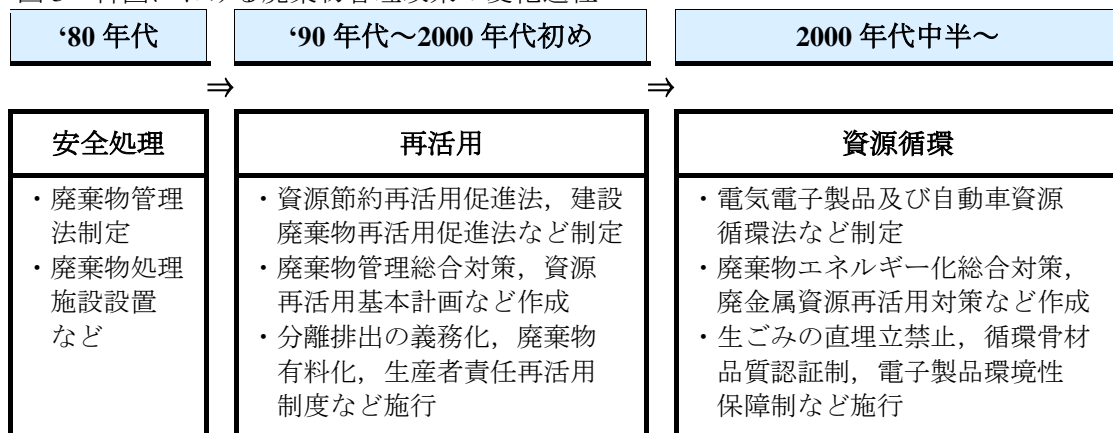 ‘80 年代
‘90 年代～2000 年代初め
2000 年代中半～
⇒
⇒
安全処理
・廃棄物管理
法制定
・廃棄物処理
施設設置
など
再活用
・資源節約再活用促進法，建設
廃棄物再活用促進法など制定
・廃棄物管理総合対策，資源
再活用基本計画など作成
・分離排出の義務化，廃棄物
有料化，生産者責任再活用
制度など施行
資源循環
・電気電子製品及び自動車資源
循環法など制定
・廃棄物エネルギー化総合対策，
廃金属資源再活用対策など作成
・生ごみの直埋立禁止，循環骨材
品質認証制，電子製品環境性
保障制など施行